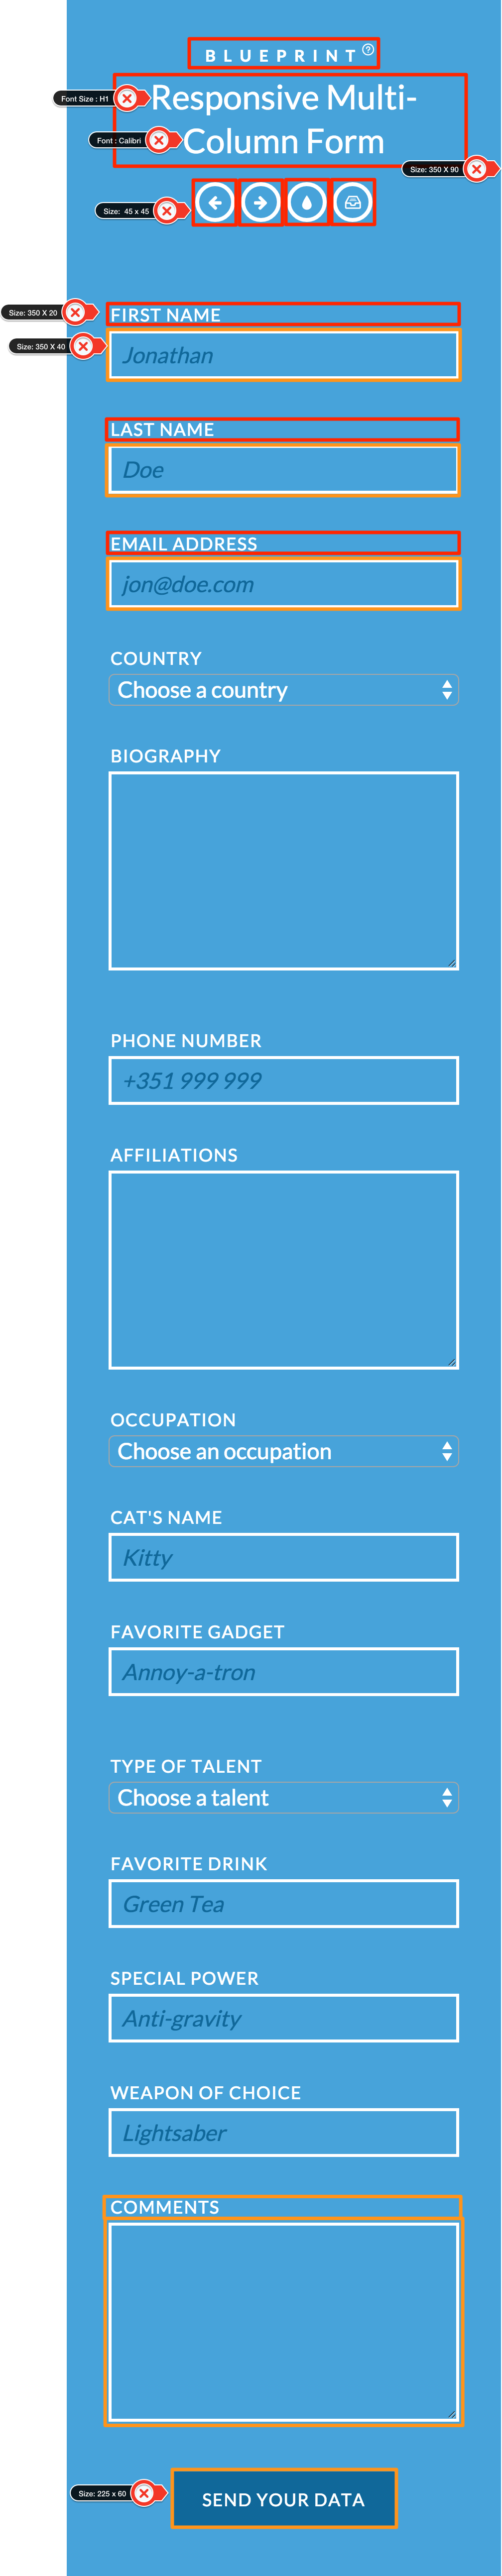 BLUEPRINT ?
Font Size : H1
Responsive Multi-
Font : Calibri
Column Form
Size: 350 X 90
Size: 45 x 45
Size: 350 X 20
FIRST NAME
Size: 350 X 40
Jonathan
LAST NAME
Doe
EMAIL ADDRESS
jon@doe.com
COUNTRY
Choose a country
BIOGRAPHY
PHONE NUMBER
+351 999 999
AFFILIATIONS
OCCUPATION
Choose an occupation
CAT'S NAME
Kitty
FAVORITE GADGET
Annoy-a-tron
TYPE OF TALENT
Choose a talent
FAVORITE DRINK
Green Tea
SPECIAL POWER
Anti-gravity
WEAPON OF CHOICE
Lightsaber
COMMENTS
Size: 225 x 60
SEND YOUR DATA